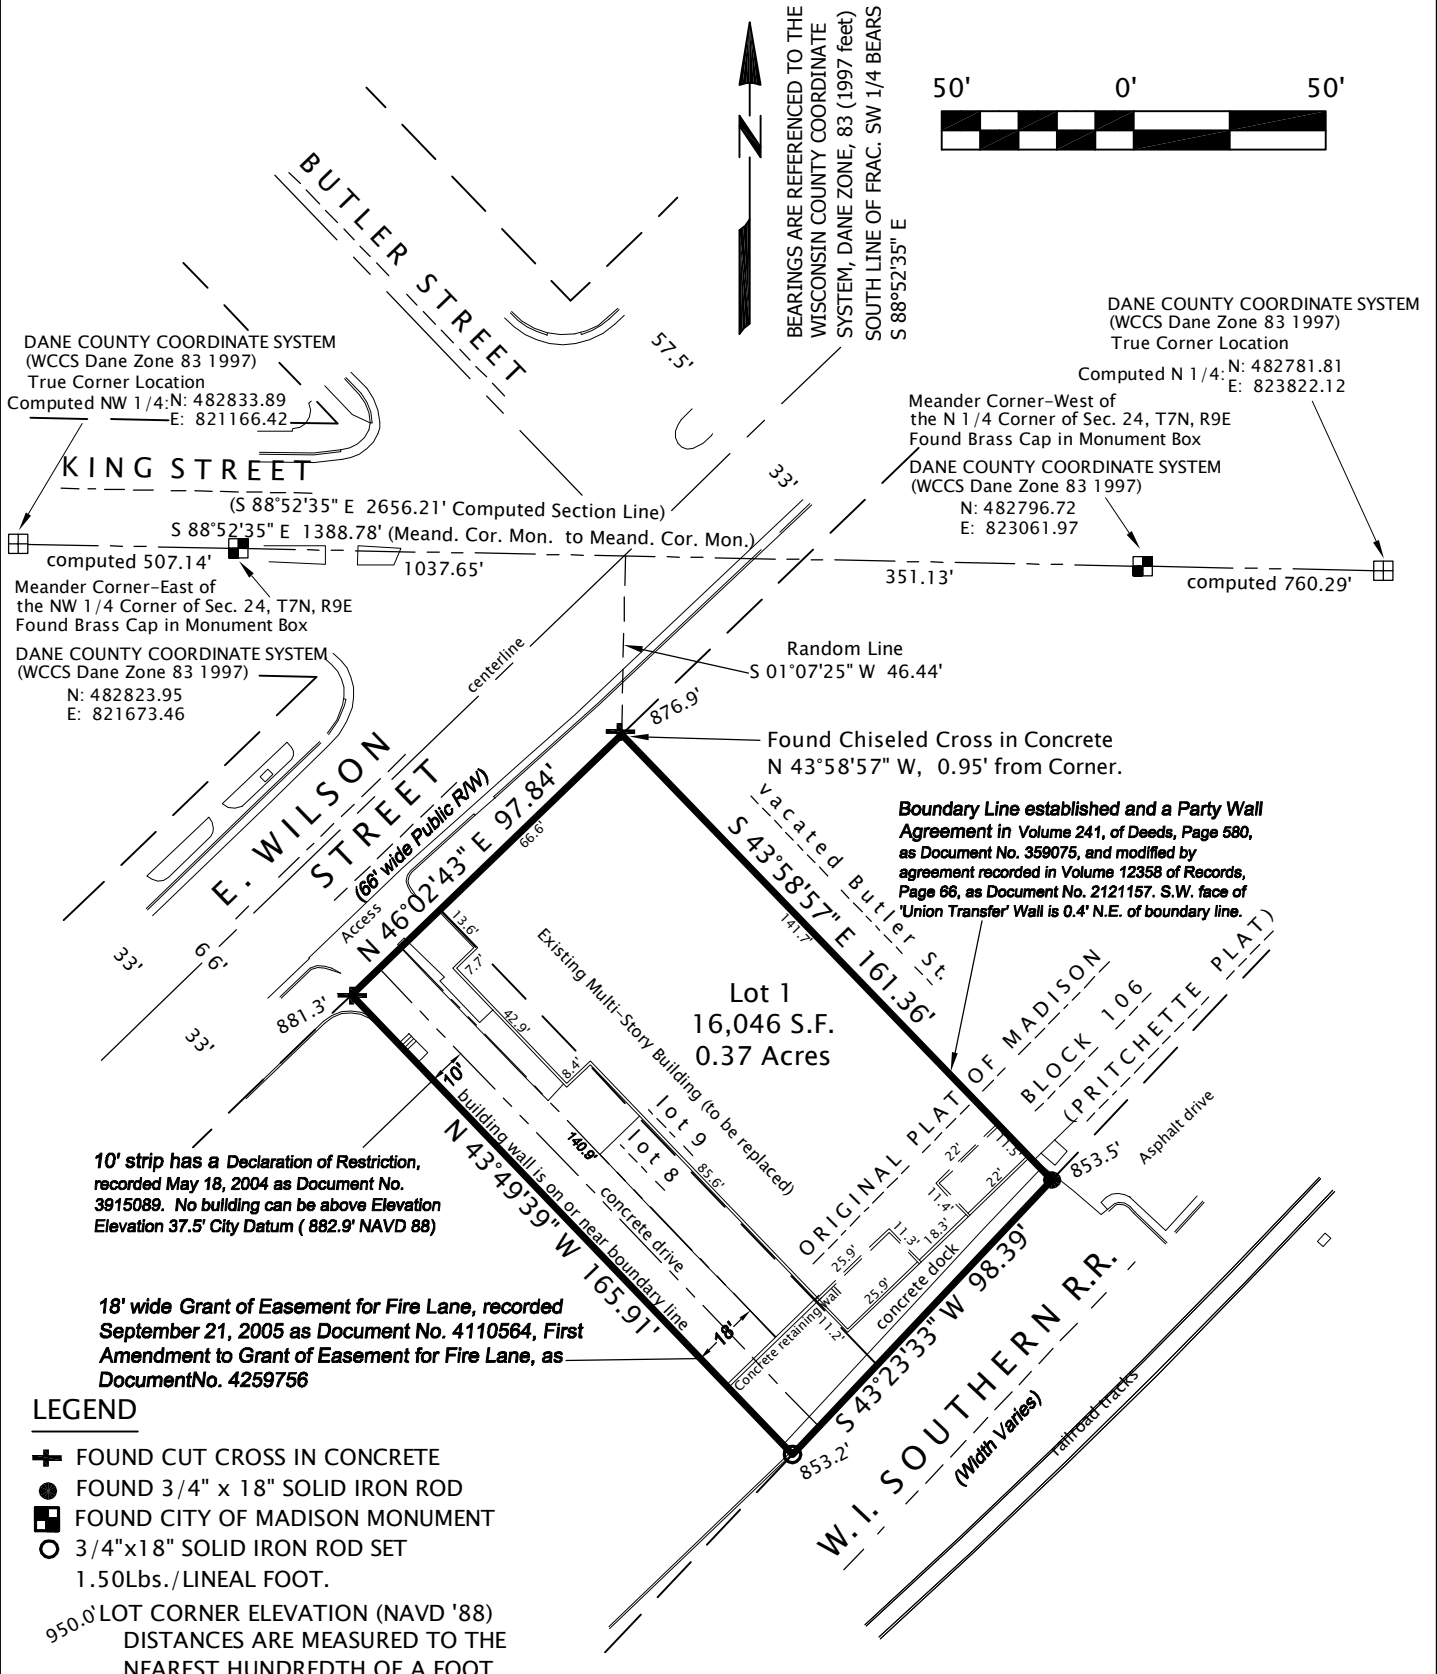 BEARINGS ARE REFERENCED TO THE
WISCONSIN COUNTY COORDINATE
SYSTEM, DANE ZONE, 83 (1997 feet)
SOUTH LINE OF FRAC. SW 1/4 BEARS
S 88°52'35" E
N
50' 0' 50'
BUTLER STREET
57.5'
DANE COUNTY COORDINATE SYSTEM
(WCCS Dane Zone 83 1997)
True Corner Location
Computed N 1/4: N: 482781.81
E: 823822.12
DANE COUNTY COORDINATE SYSTEM
(WCCS Dane Zone 83 1997)
True Corner Location
Computed NW 1/4: N: 482833.89
E: 821166.42
Meander Corner-West of
the N 1/4 Corner of Sec. 24, T7N, R9E
Found Brass Cap in Monument Box
DANE COUNTY COORDINATE SYSTEM
(WCCS Dane Zone 83 1997)
N: 482796.72
E: 823061.97
KING STREET
33'
(S 88°52'35" E 2656.21' Computed Section Line)
S 88°52'35" E 1388.78' (Meand. Cor. Mon. to Meand. Cor. Mon.)
computed 507.14'
1037.65'
351.13'
computed 760.29'
Meander Corner-East of
the NW 1/4 Corner of Sec. 24, T7N, R9E
Found Brass Cap in Monument Box
DANE COUNTY COORDINATE SYSTEM
(WCCS Dane Zone 83 1997)
N: 482823.95
E: 821673.46
centerline
Random Line
S 01°07'25" W 46.44'
876.9'
Found Chiseled Cross in Concrete
N 43°58'57" W, 0.95' from Corner.
E. WILSON
STREET
(66' wide Public R/W)
N 46°02'43" E 97.84'
66.6'
Access
33'
66'
33'
881.3'
vacated Butler St.
S 43°58'57" E 161.36'
141.7'
Boundary Line established and a Party Wall
Agreement in Volume 241, of Deeds, Page 580,
as Document No. 359075, and modified by
agreement recorded in Volume 12358 of Records,
Page 66, as Document No. 2121157. S.W. face of
'Union Transfer' Wall is 0.4' N.E. of boundary line.
Lot 1
16,046 S.F.
0.37 Acres
Existing Multi-Story Building (to be replaced)
13.6'
7.7'
42.9'
8.4'
85.6'
lot 9
lot 8
10'
140.9'
building wall is on or near boundary line
concrete drive
N 43°49'39" W 165.91'
18'
ORIGINAL PLAT OF MADISON
BLOCK 106
(PRITCHETTE PLAT)
11.5'
22'
22'
11.4'
18.3'
11.3'
25.9'
25.9'
11.2'
Concrete retaining wall
concrete dock
S 43°23'33" W 98.39'
853.5'
Asphalt drive
853.2'
W.I. SOUTHERN R.R.
(Width Varies)
railroad tracks
10' strip has a Declaration of Restriction,
recorded May 18, 2004 as Document No.
3915089. No building can be above Elevation
Elevation 37.5' City Datum ( 882.9' NAVD 88)
18' wide Grant of Easement for Fire Lane, recorded
September 21, 2005 as Document No. 4110564, First
Amendment to Grant of Easement for Fire Lane, as
DocumentNo. 4259756
LEGEND
FOUND CUT CROSS IN CONCRETE
FOUND 3/4" x 18" SOLID IRON ROD
FOUND CITY OF MADISON MONUMENT
3/4"x18" SOLID IRON ROD SET
1.50Lbs./LINEAL FOOT.
950.0' LOT CORNER ELEVATION (NAVD '88)
DISTANCES ARE MEASURED TO THE
NEAREST HUNDREDTH OF A FOOT